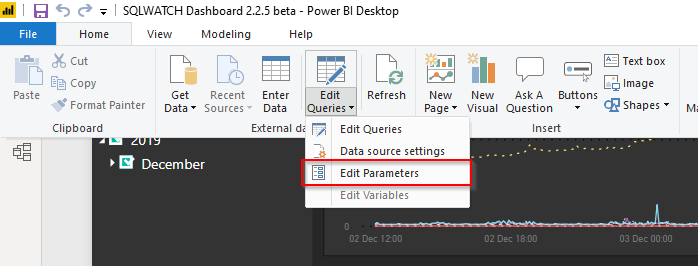 SQLWATCH Dashboard 2.2.5 beta - Power BI Desktop
File Home View Modeling Help
Paste
Cut
Copy
Format Painter
Clipboard
Get Data
Recent Sources
Enter Data
Edit Queries
Refresh
External da
New Page
New Visual
Ask A Question
Buttons
Text box
Image
Shapes
Insert
Ma
Edit Queries
Data source settings
Edit Parameters
Edit Variables
2019
December
0
02 Dec 12:00 02 Dec 18:00 03 Dec 00:00